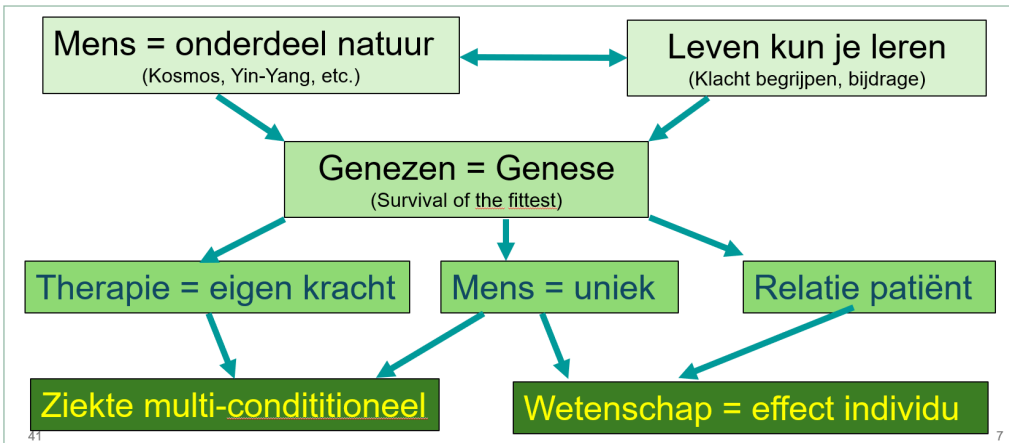 Mens = onderdeel natuur
(Kosmos, Yin-Yang, etc.)
Leven kun je leren
(Klacht begrijpen, bijdrage)
Genezen = Genese
(Survival of the fittest)
Therapie = eigen kracht
Mens = uniek
Relatie patiënt
Ziekte multi-condititioneel
Wetenschap = effect individu
41
7